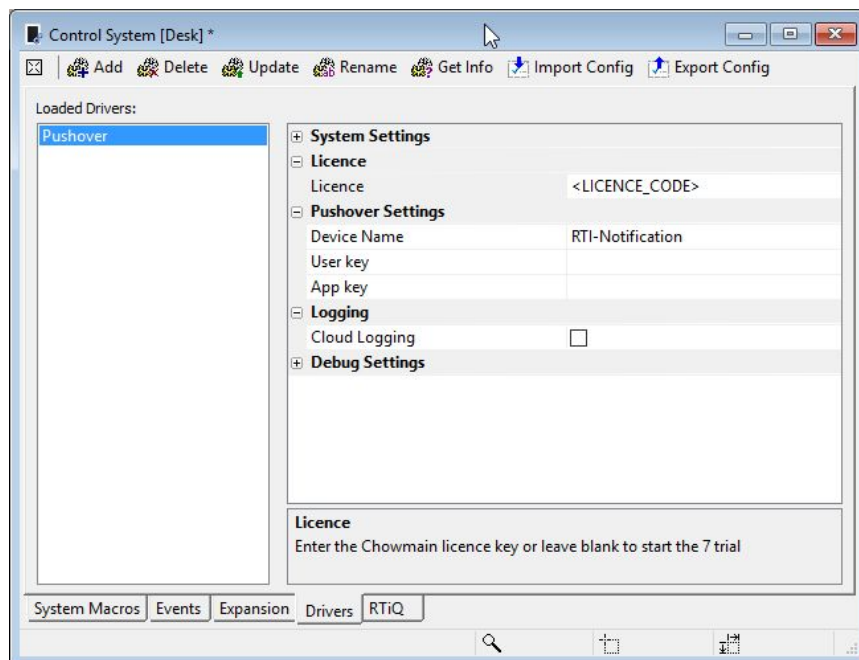 Control System [Desk] *
Add Delete Update Rename Get Info Import Config Export Config
Loaded Drivers:
Pushover
System Settings
Licence
Licence <LICENCE_CODE>
Pushover Settings
Device Name RTI-Notification
User key
App key
Logging
Cloud Logging
Debug Settings
Licence
Enter the Chowmain licence key or leave blank to start the 7 trial
System Macros Events Expansion Drivers RTiQ